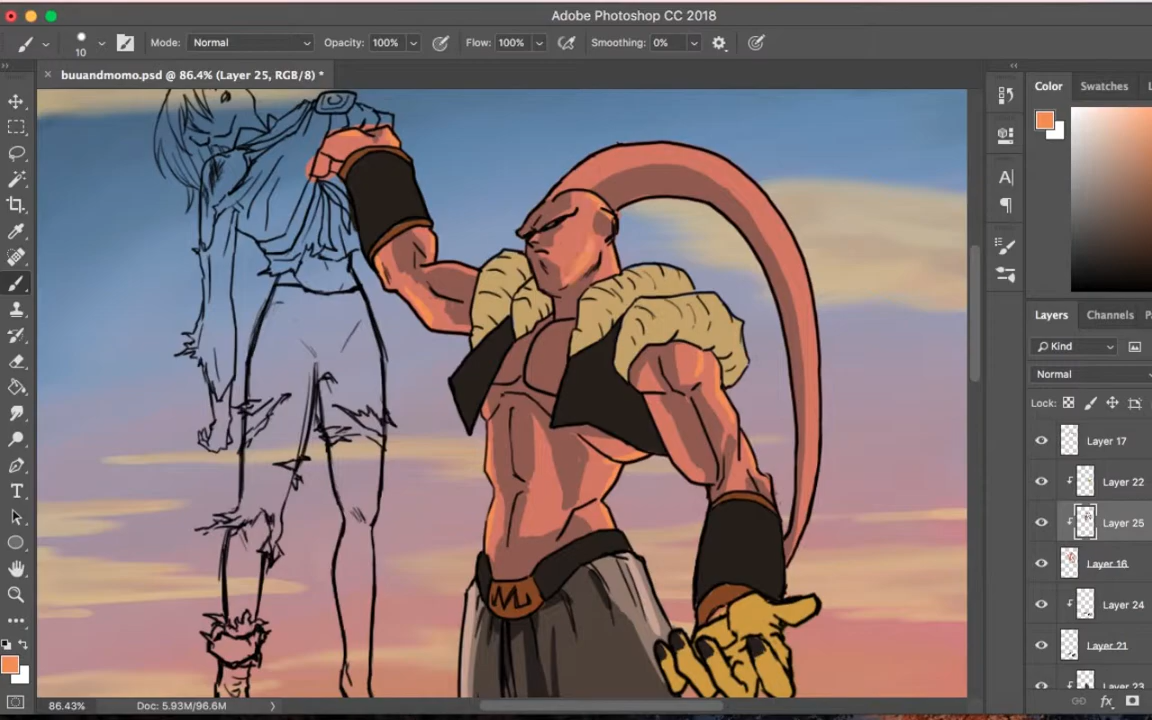 Adobe Photoshop CC 2018
10 Mode: Normal Opacity: 100% Flow: 100% Smoothing: 0%
buuandmomo.psd @ 86.4% (Layer 25, RGB/8) *
Color Swatches
Layers Channels
Kind
Normal
Lock:
Layer 17
Layer 22
Layer 25
Layer 16
Layer 24
Layer 21
Layer 23
86.43% Doc: 5.93M/96.6M